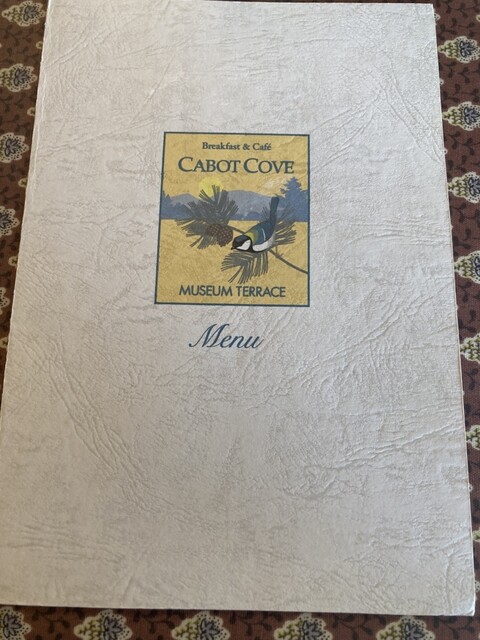 Breakfast & Café
CABOT COVE
MUSEUM TERRACE
Menu